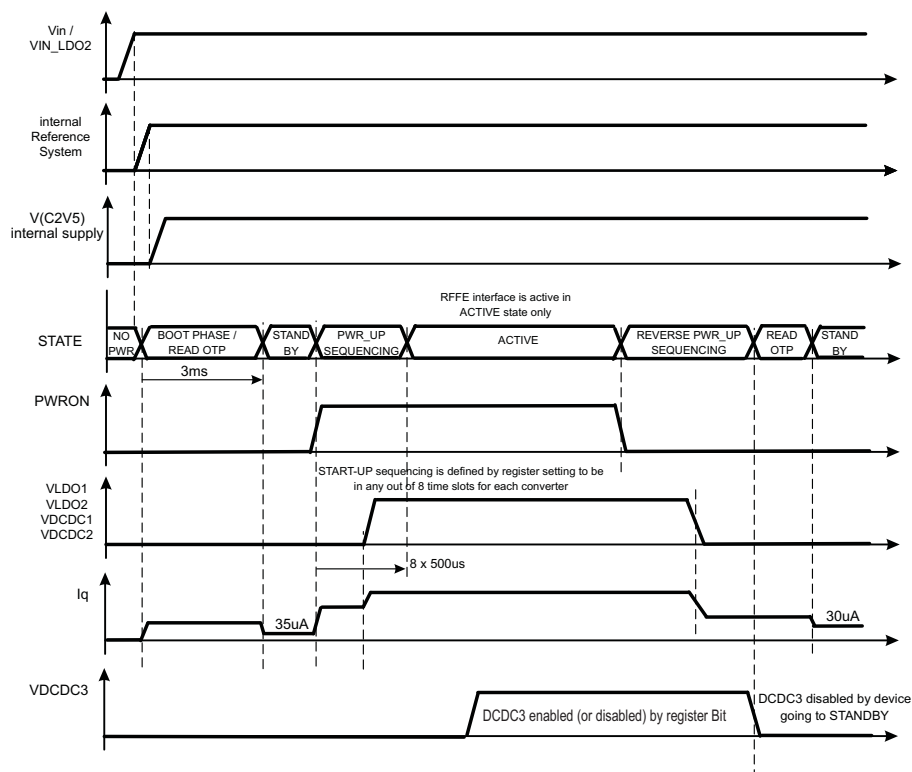 Vin /
VIN_LDO2
internal
Reference
System
V(C2V5)
internal supply
RFFE interface is active in
ACTIVE state only
STATE
NO
PWR
BOOT PHASE /
READ OTP
STAND
BY
PWR_UP
SEQUENCING
ACTIVE
REVERSE PWR_UP
SEQUENCING
READ
OTP
STAND
BY
3ms
PWRON
START-UP sequencing is defined by register setting to be
in any out of 8 time slots for each converter
VLDO1
VLDO2
VDCDC1
VDCDC2
8 x 500us
Iq
35uA
30uA
VDCDC3
DCDC3 enabled (or disabled) by register Bit
DCDC3 disabled by device
going to STANDBY